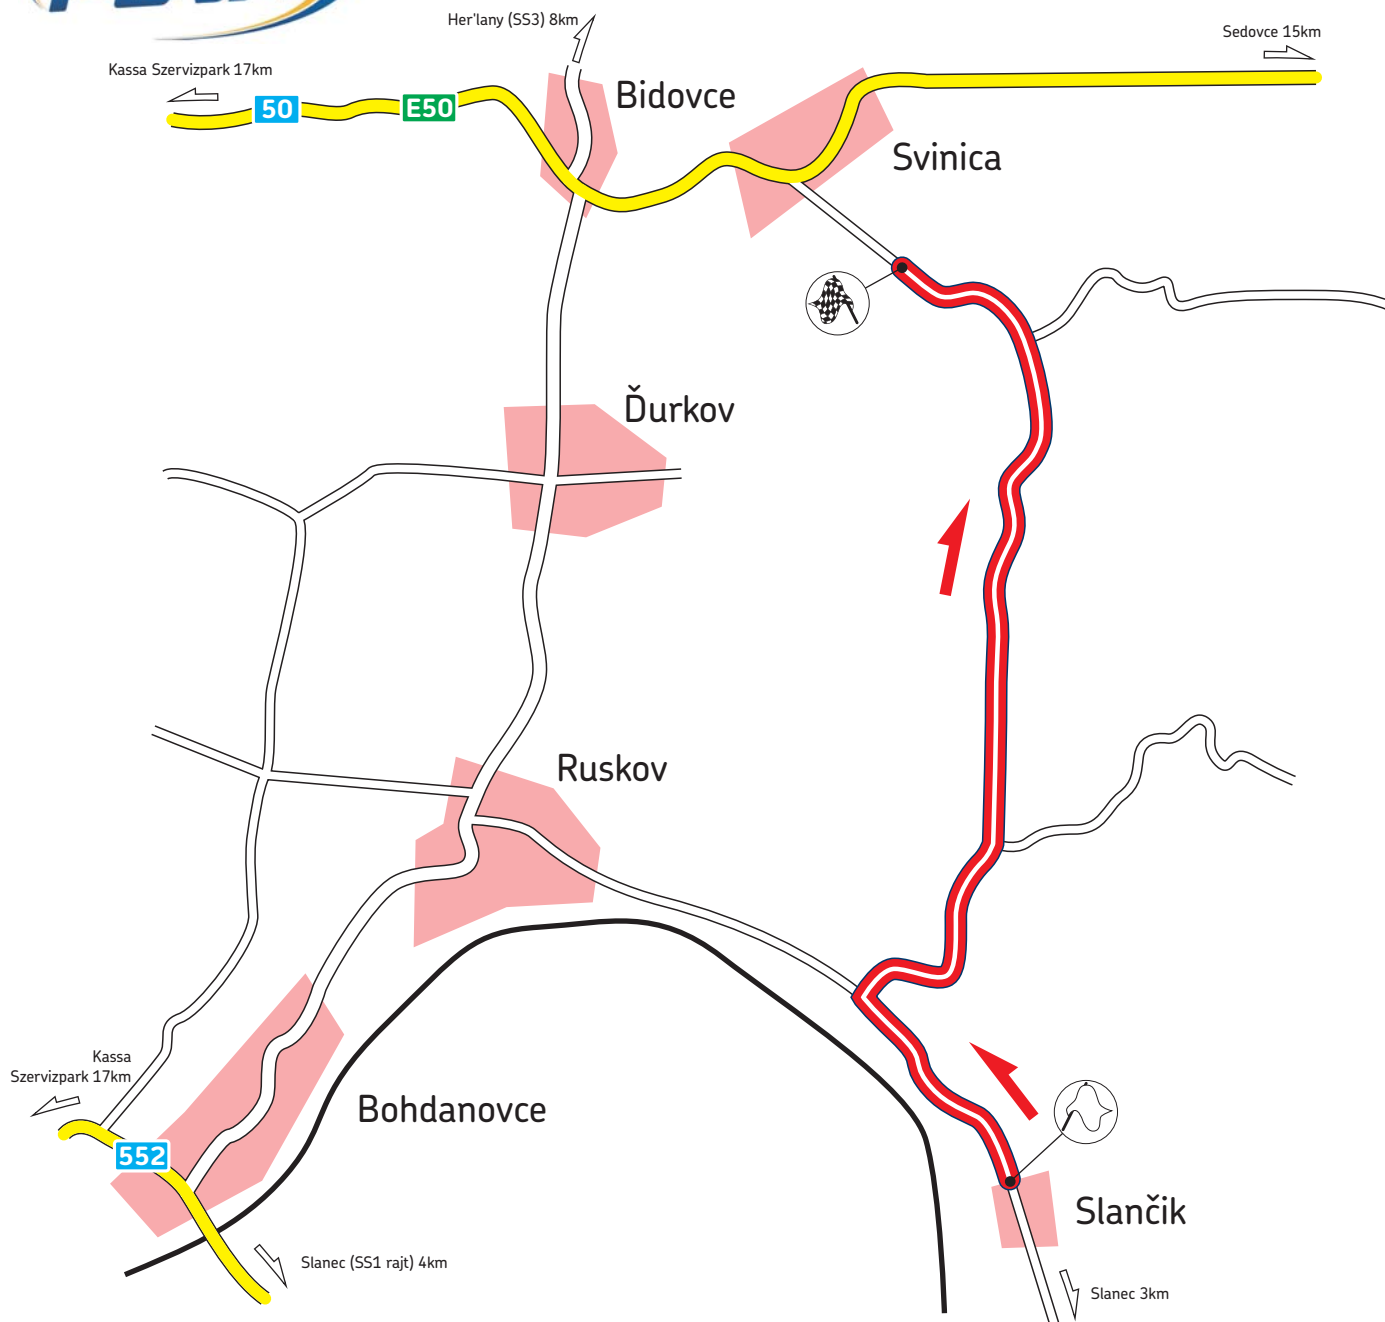 Her'lany (SS3) 8km
Sedovce 15km
Kassa Szervizpark 17km
50
E50
Bidovce
Svinica
Ďurkov
Ruskov
Kassa
Szervizpark 17km
552
Bohdanovce
Slančik
Slanec (SS1 rajt) 4km
Slanec 3km